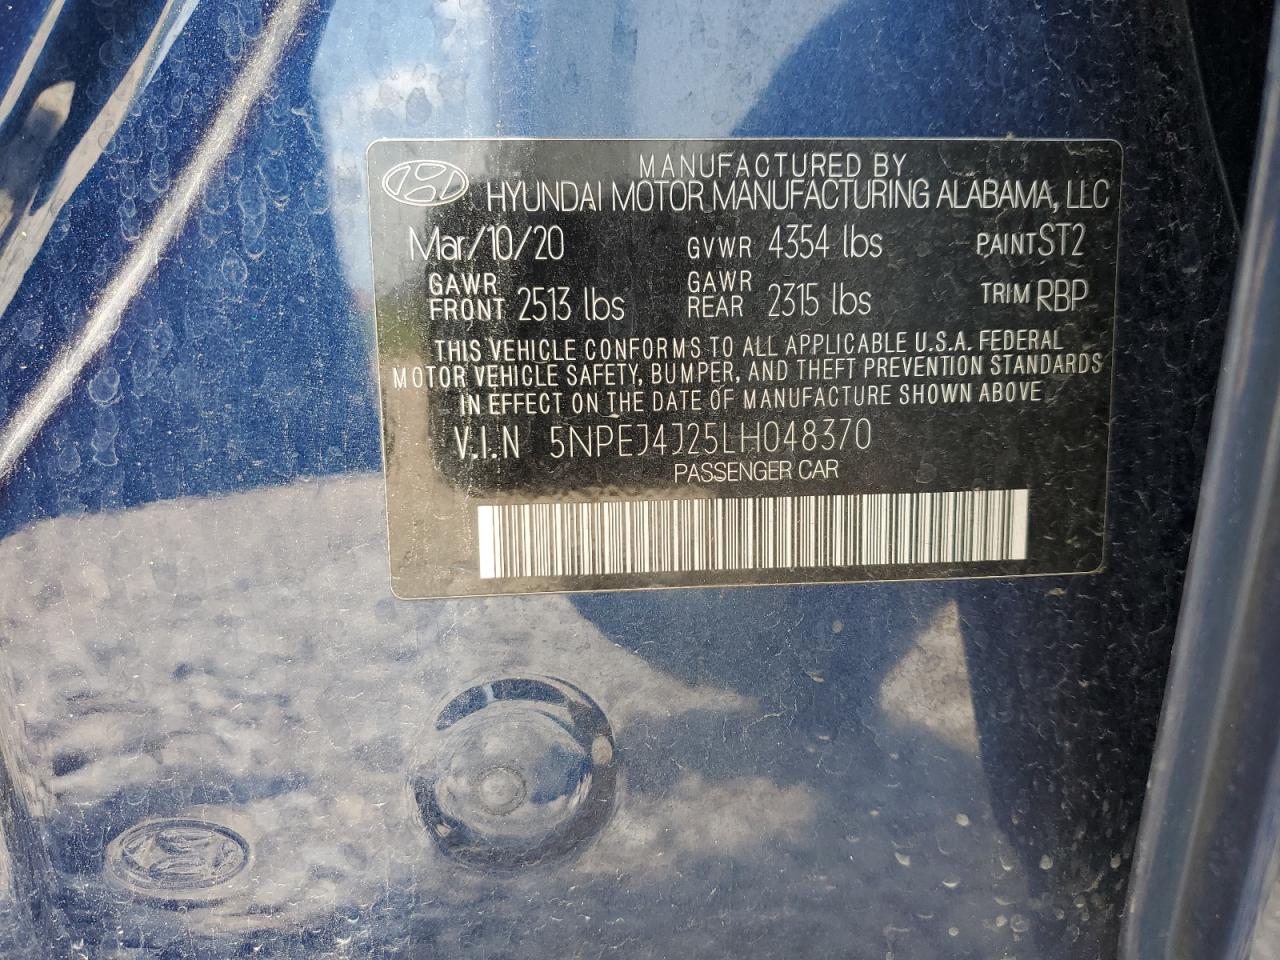 MANUFACTURED BY
HYUNDAI MOTOR MANUFACTURING ALABAMA, LLC
Mar/10/20 GVWR 4354 lbs PAINT ST2
GAWR FRONT 2513 lbs GAWR REAR 2315 lbs TRIM RBP
THIS VEHICLE CONFORMS TO ALL APPLICABLE U.S.A. FEDERAL
MOTOR VEHICLE SAFETY, BUMPER, AND THEFT PREVENTION STANDARDS
IN EFFECT ON THE DATE OF MANUFACTURE SHOWN ABOVE
V.I.N 5NPEJ4J25LH048370
PASSENGER CAR